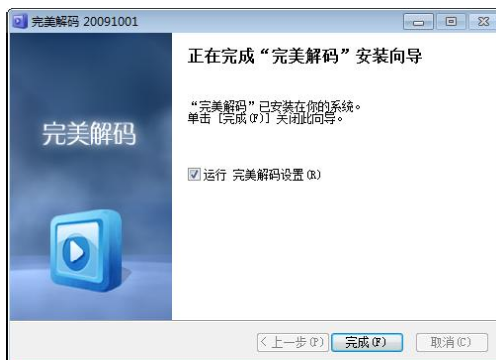 完美解码 20091001
完美解码
正在完成“完美解码”安装向导
“完美解码”已安装在你的系统。
单击 [完成(F)] 关闭此向导。
运行 完美解码设置(R)
< 上一步(P) 完成(F) 取消(C)